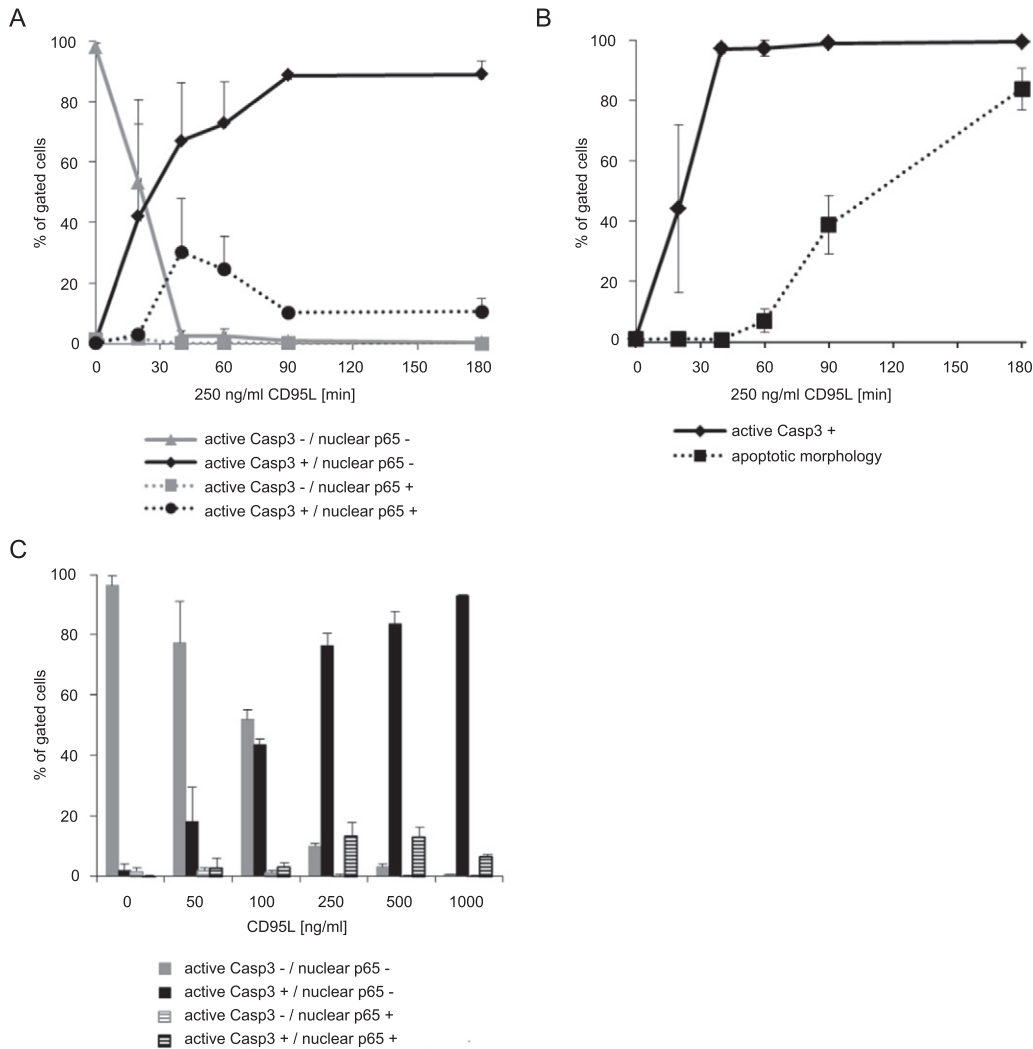 A
100
80
60
40
20
0
% of gated cells
0 30 60 90 120 150 180
250 ng/ml CD95L [min]
active Casp3 - / nuclear p65 -
active Casp3 + / nuclear p65 -
active Casp3 - / nuclear p65 +
active Casp3 + / nuclear p65 +
B
100
80
60
40
20
0
% of gated cells
0 30 60 90 120 150 180
250 ng/ml CD95L [min]
active Casp3 +
apoptotic morphology
C
100
80
60
40
20
0
% of gated cells
0 50 100 250 500 1000
CD95L [ng/ml]
active Casp3 - / nuclear p65 -
active Casp3 + / nuclear p65 -
active Casp3 - / nuclear p65 +
active Casp3 + / nuclear p65 +